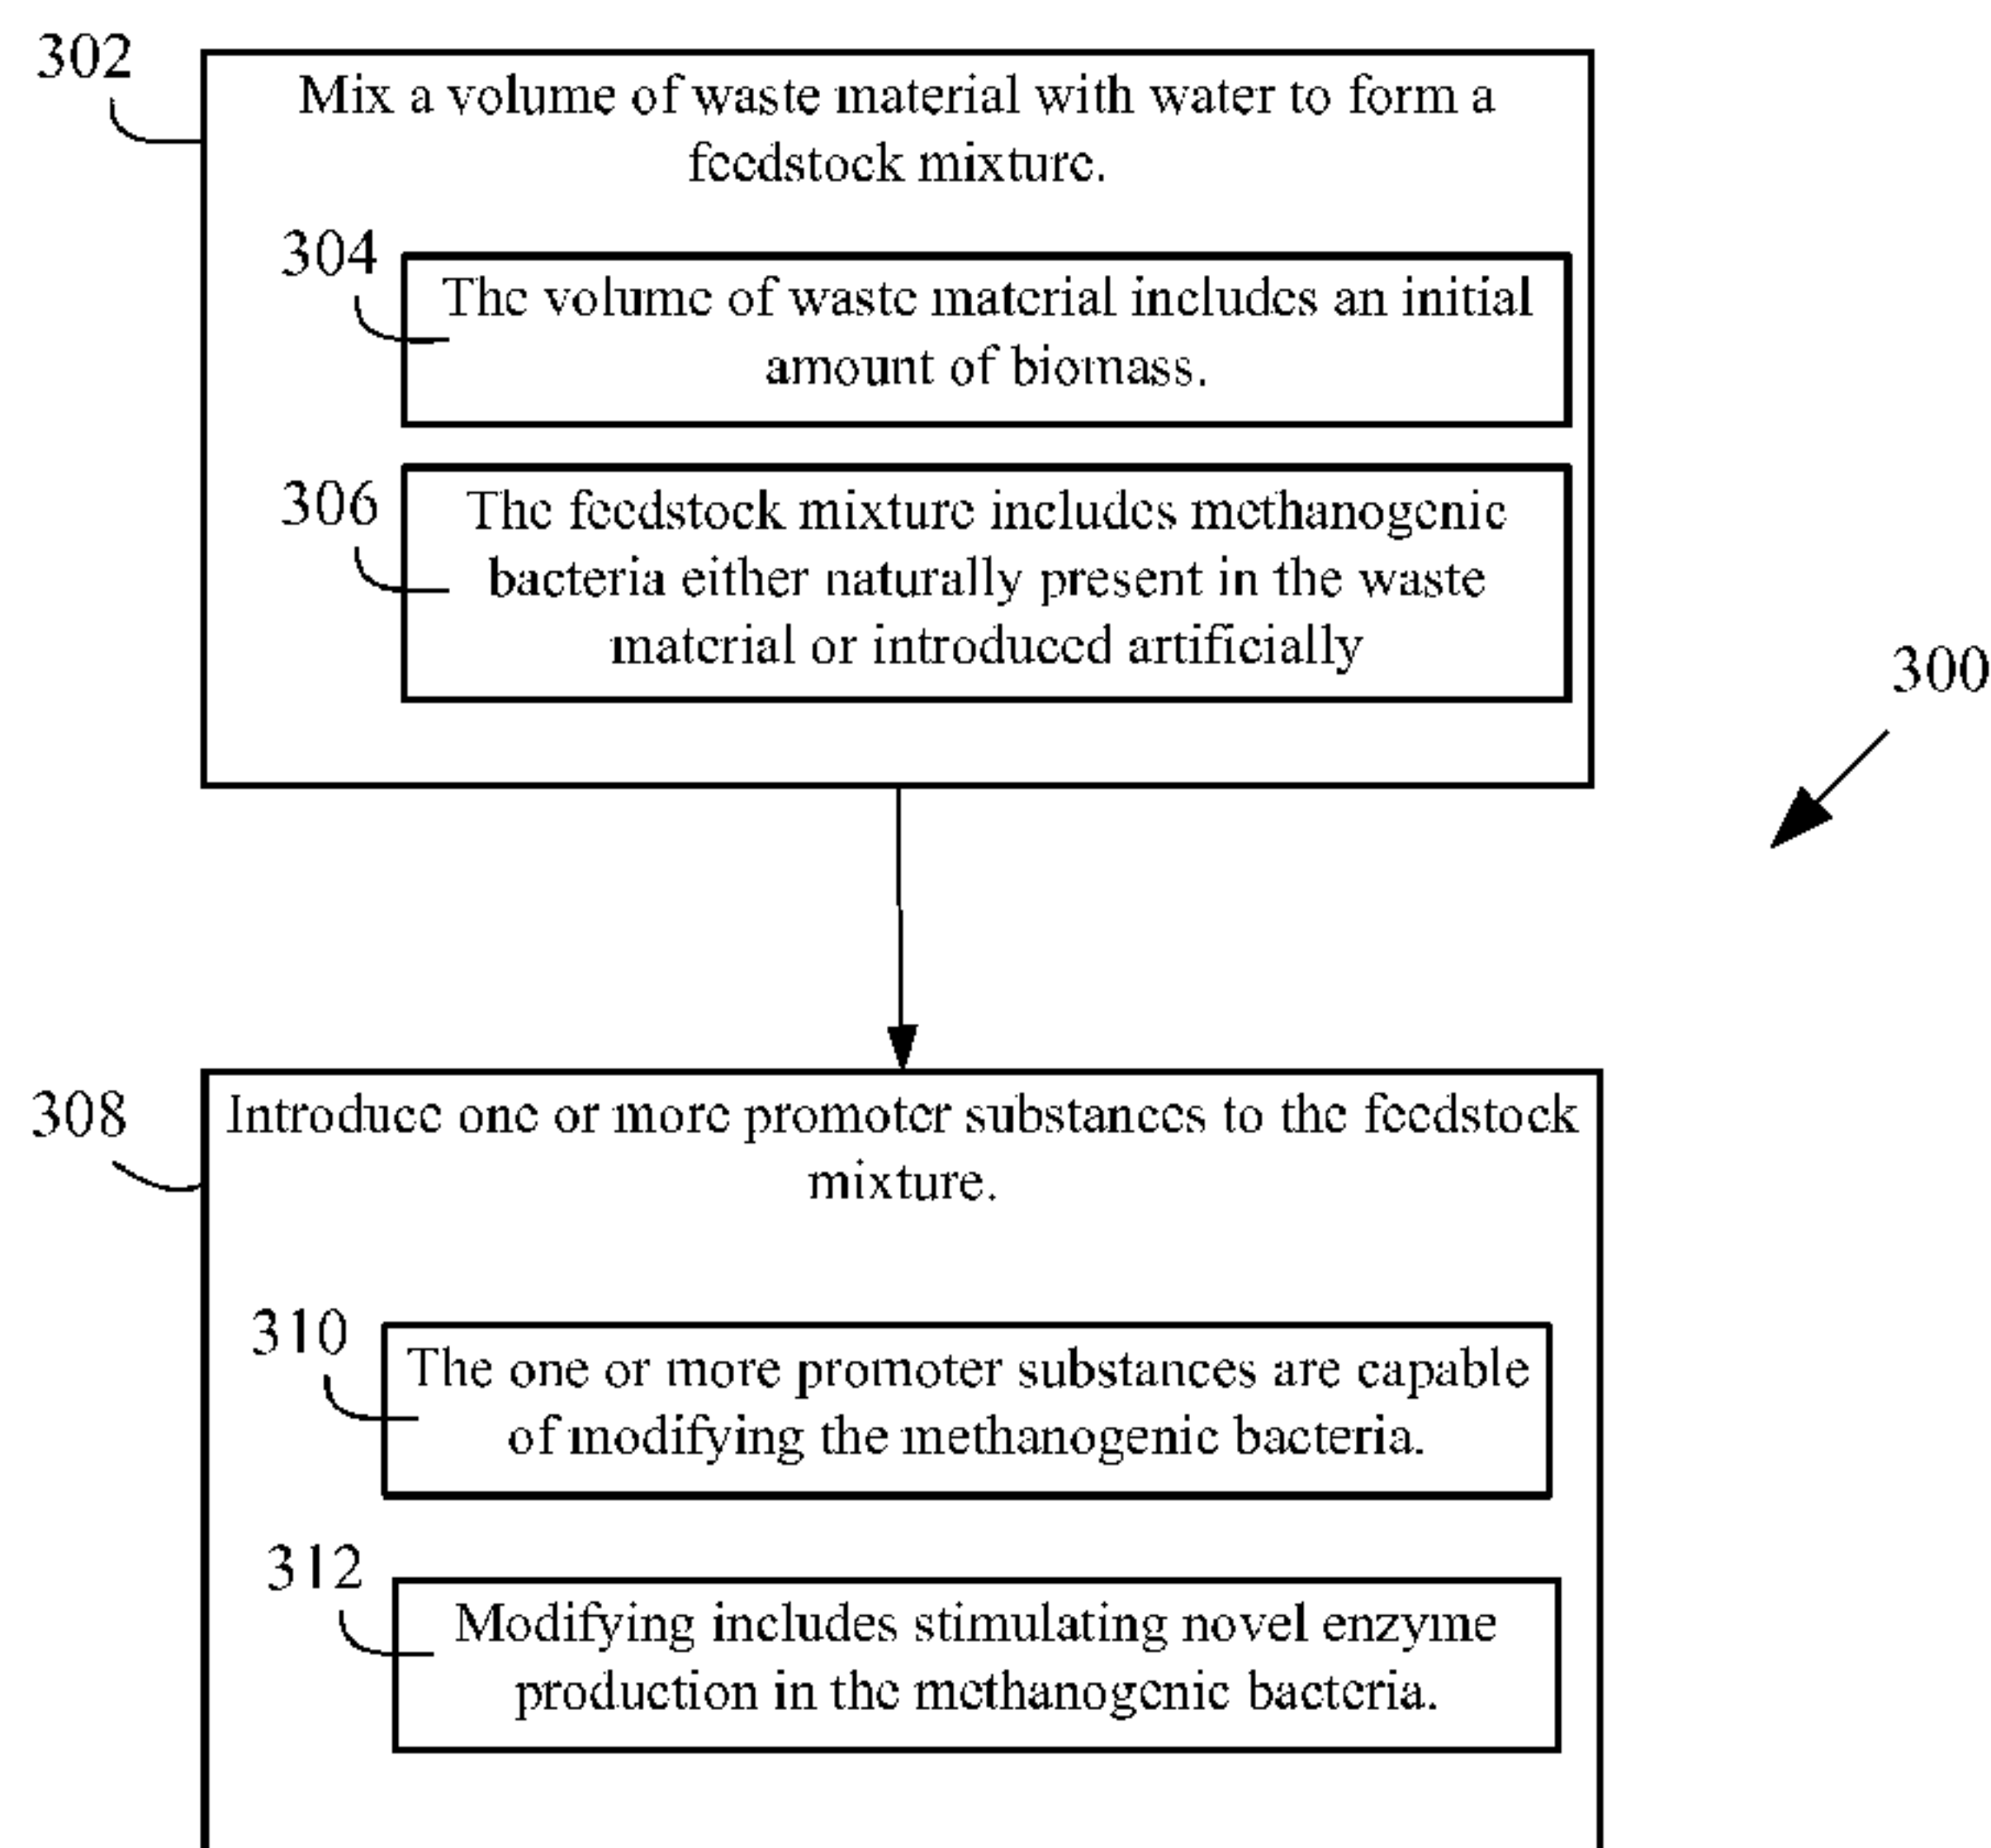 302
Mix a volume of waste material with water to form a
feedstock mixture.
304
The volume of waste material includes an initial
amount of biomass.
306
The feedstock mixture includes methanogenic
bacteria either naturally present in the waste
material or introduced artificially
300
308
Introduce one or more promoter substances to the feedstock
mixture.
310
The one or more promoter substances are capable
of modifying the methanogenic bacteria.
312
Modifying includes stimulating novel enzyme
production in the methanogenic bacteria.